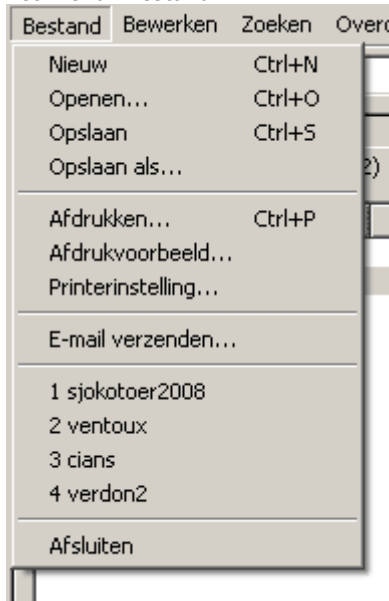 Bestand Bewerken Zoeken
Nieuw Ctrl+N
Openen... Ctrl+O
Opslaan Ctrl+S
Opslaan als...
2)
Afdrukken... Ctrl+P
Afdrukvoorbeeld...
Printerinstelling...
E-mail verzenden...
1 sjokotoer2008
2 ventoux
3 cians
4 verdon2
Afsluiten